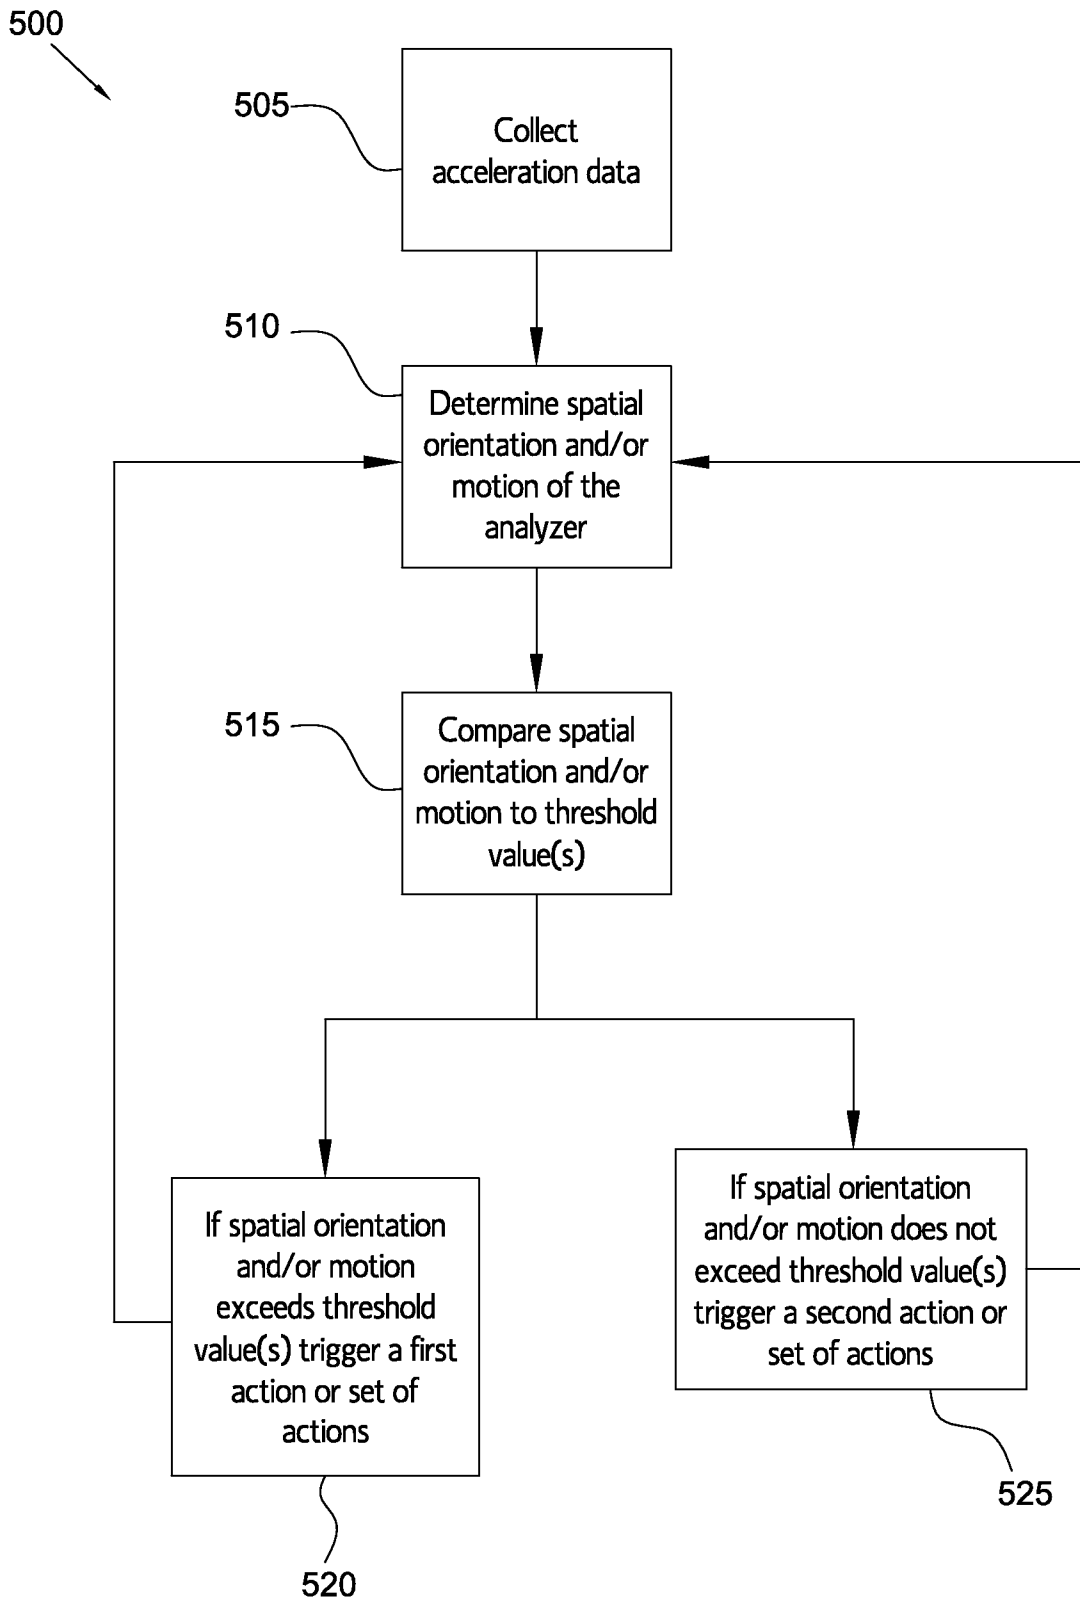 500
505
Collect
acceleration data
510
Determine spatial
orientation and/or
motion of the
analyzer
515
Compare spatial
orientation and/or
motion to threshold
value(s)
If spatial orientation
and/or motion
exceeds threshold
value(s) trigger a first
action or set of
actions
520
If spatial orientation
and/or motion does not
exceed threshold value(s)
trigger a second action or
set of actions
525